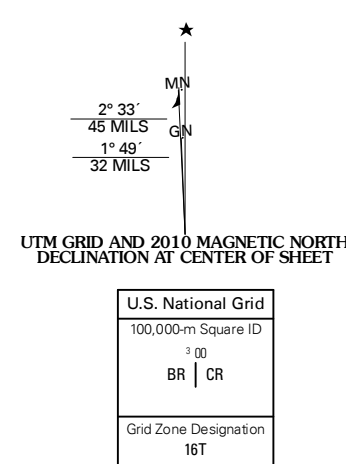 MN
2° 33´
45 MILS
GN
1° 49´
32 MILS
UTM GRID AND 2010 MAGNETIC NORTH
DECLINATION AT CENTER OF SHEET
U.S. National Grid
100,000-m Square ID
3 00
BR CR
Grid Zone Designation
16T